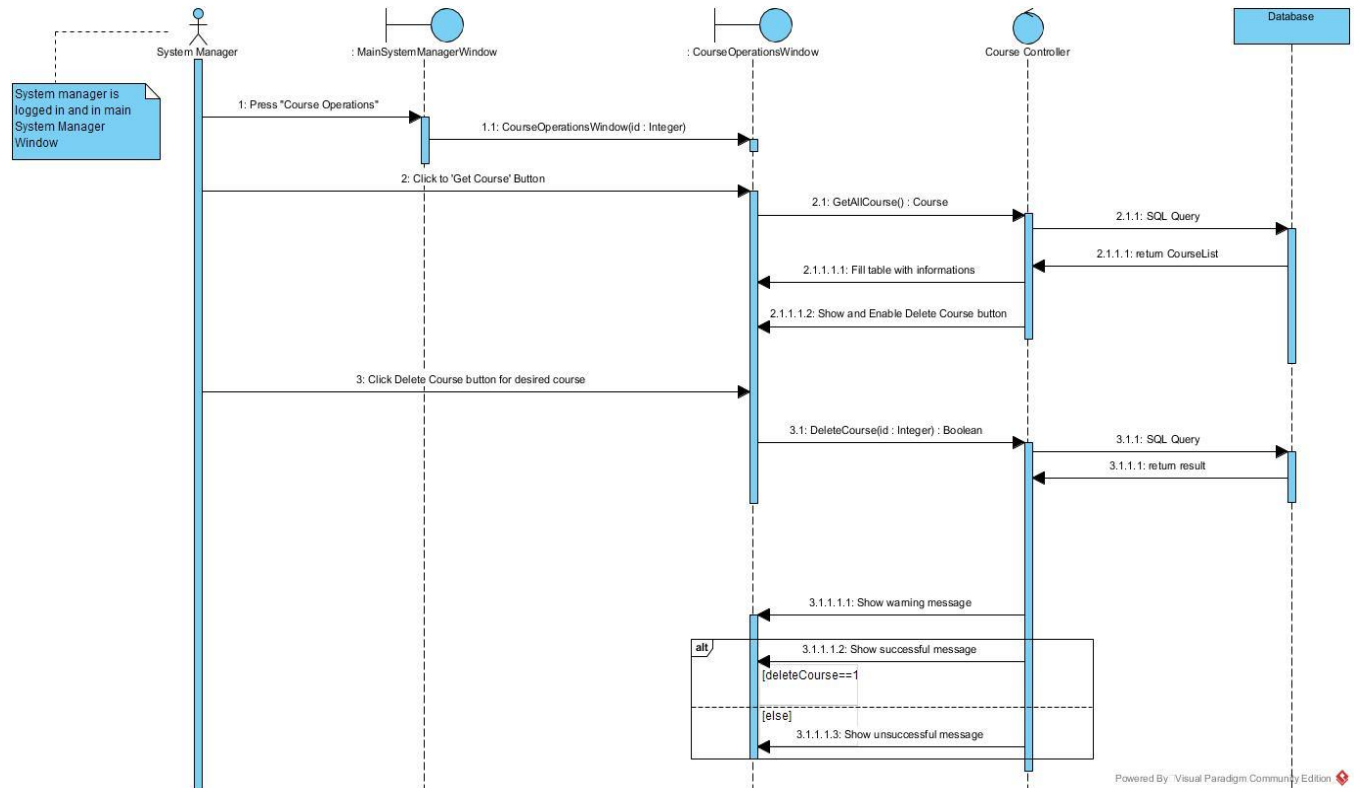 System Manager
: MainSystemManagerWindow
: CourseOperationsWindow
Course Controller
Database
System manager is
logged in and in main
System Manager
Window
1: Press "Course Operations"
1.1: CourseOperationsWindow(id : Integer)
2: Click to 'Get Course' Button
2.1: GetAllCourse() : Course
2.1.1: SQL Query
2.1.1.1: return CourseList
2.1.1.1.1: Fill table with informations
2.1.1.1.2: Show and Enable Delete Course button
3: Click Delete Course button for desired course
3.1: DeleteCourse(id : Integer) : Boolean
3.1.1: SQL Query
3.1.1.1: return result
3.1.1.1.1: Show warning message
alt
3.1.1.1.2: Show successful message
[deleteCourse==1
[else]
3.1.1.1.3: Show unsuccessful message
Powered By Visual Paradigm Community Edition